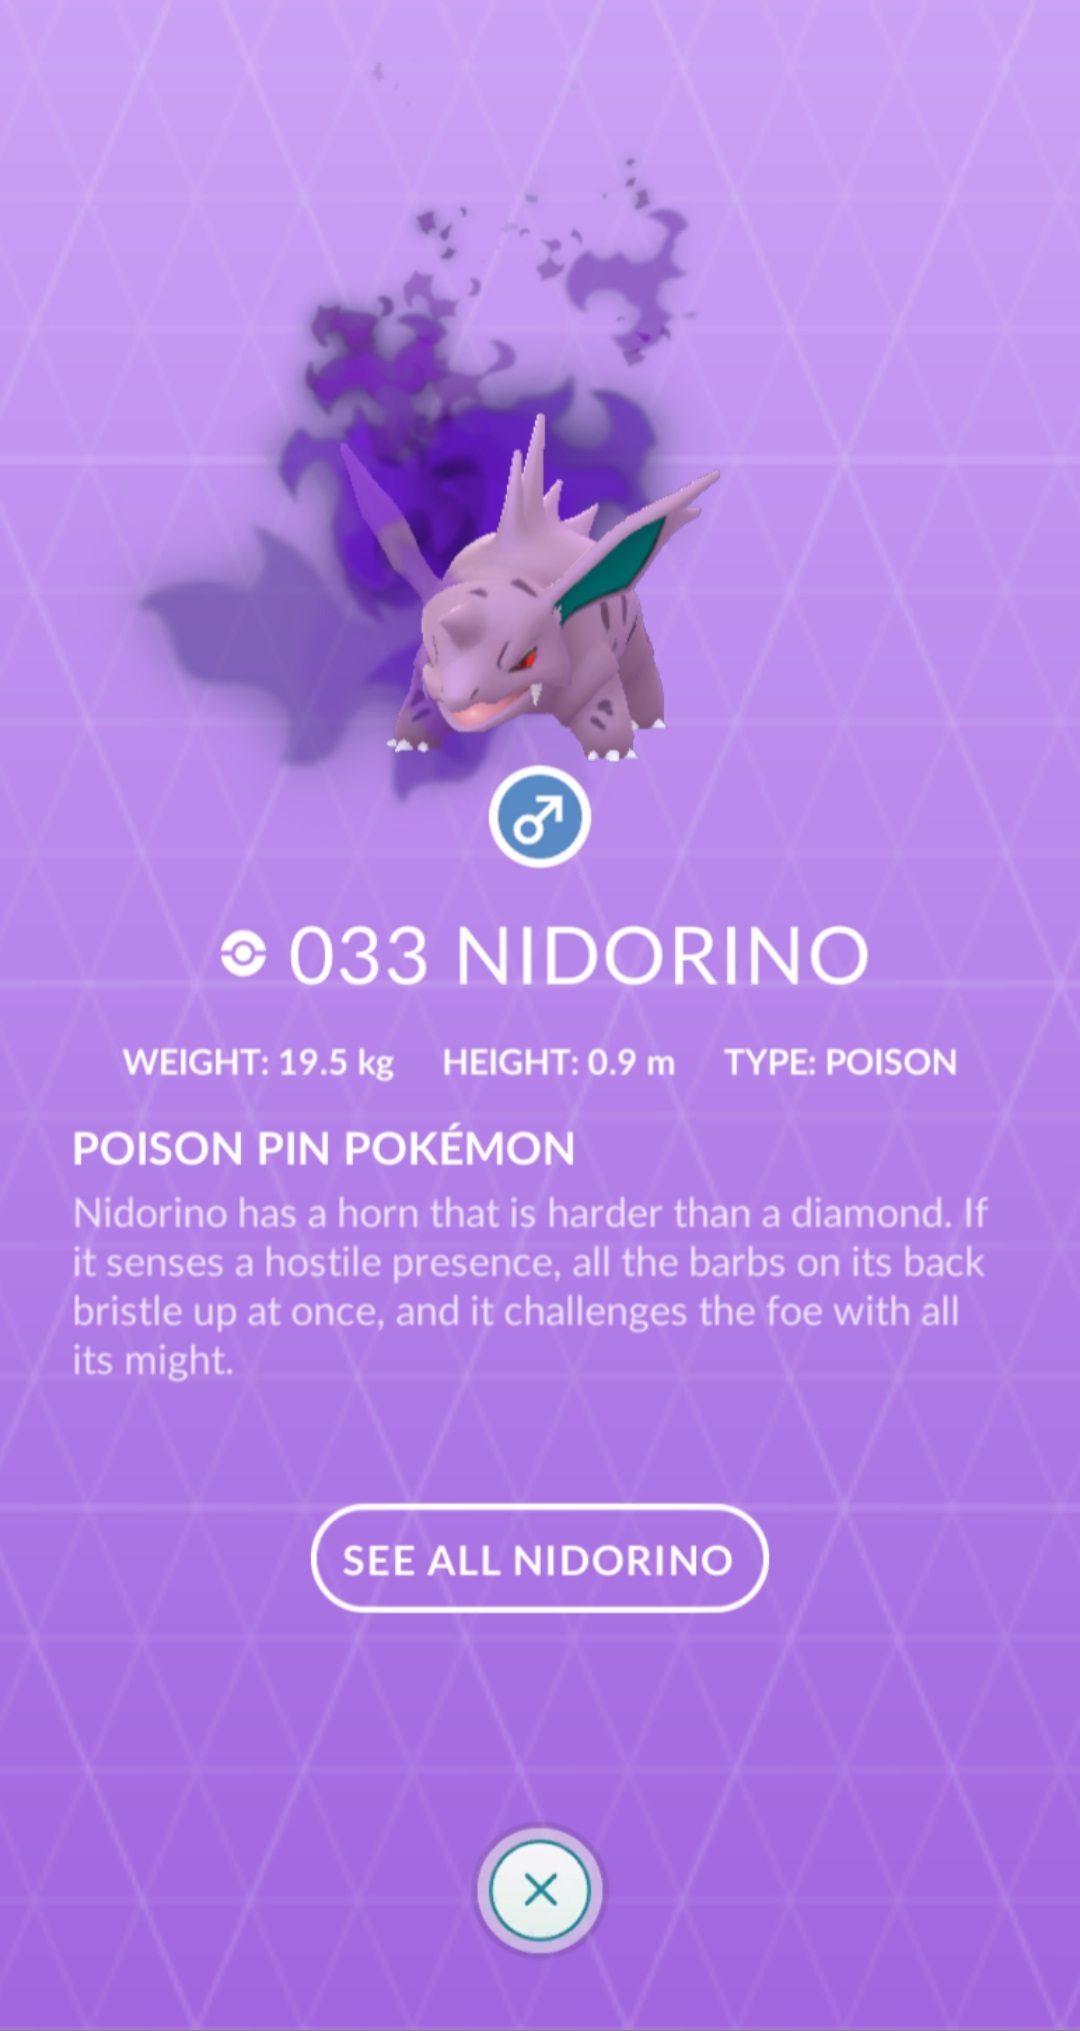 033 NIDORINO
WEIGHT: 19.5 kg HEIGHT: 0.9 m TYPE: POISON
POISON PIN POKÉMON
Nidorino has a horn that is harder than a diamond. If
it senses a hostile presence, all the barbs on its back
bristle up at once, and it challenges the foe with all
its might.
SEE ALL NIDORINO